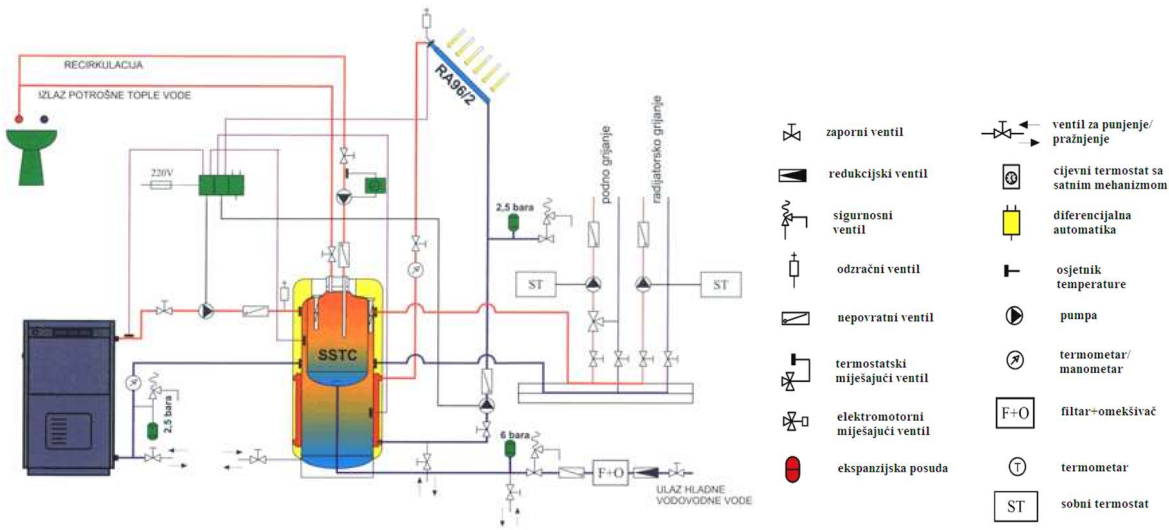 RECIRKULACIJA
IZLAZ POTROŠNE TOPLE VODE
RA96/2
220V
2,5 bara
podno grijanje
radijatorsko grijanje
ST
ST
SSTC
2,5 bara
6 bara
F+O
ULAZ HLADNE
VODOVODNE VODE
zaporni ventil
redukcijski ventil
sigurnosni
ventil
odzračni ventil
nepovratni ventil
termostatski
miješajući ventil
elektromotorni
miješajući ventil
ekspanzijska posuda
ventil za punjenje/
pražnjenje
cijevni termostat sa
satnim mehanizmom
diferencijalna
automatika
osjetnik
temperature
pumpa
termometar/
manometar
F+O
filtar+omekšivač
T
termometar
ST
sobni termostat